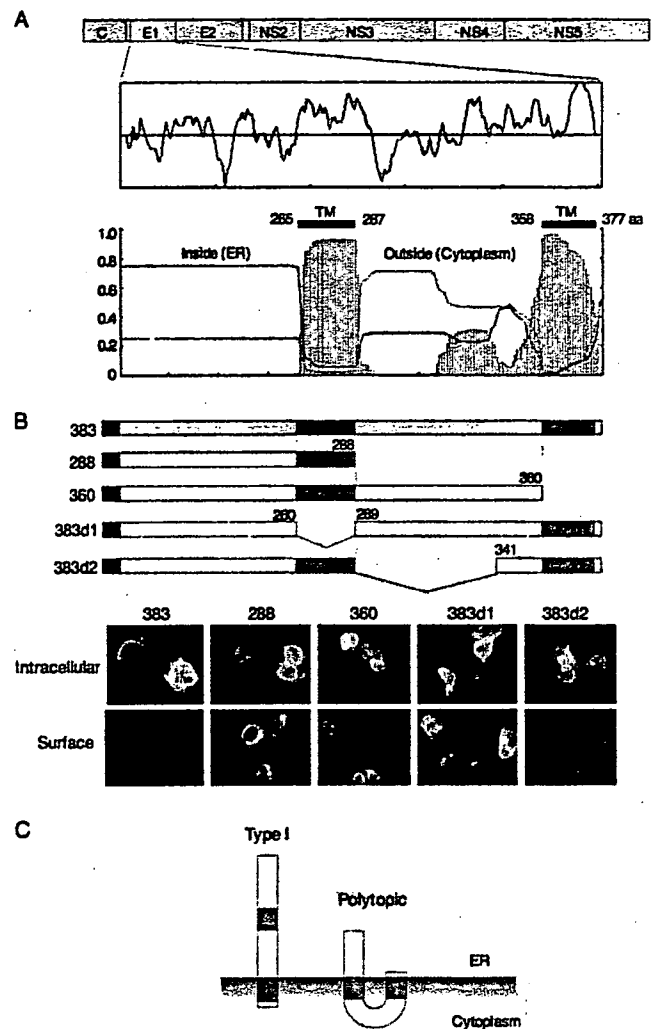 A
C E1 E2 NS2 NS3 NS4 NS5
265 TM 287 358 TM 377 aa
1.0
0.8
0.6
0.4
0.2
0
Inside (ER) Outside (Cytoplasm)
B
383
288
288
360
360
383d1 280 289
383d2 341
383 288 360 383d1 383d2
Intracellular
Surface
C
Type I
Polytopic
ER
Cytoplasm